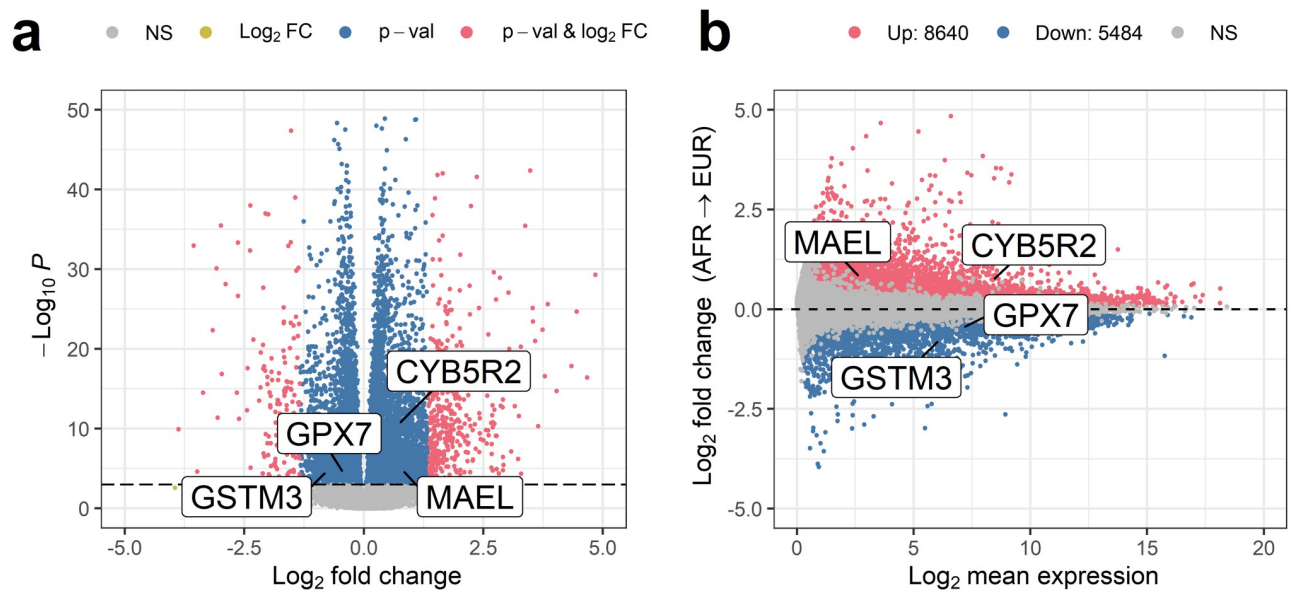 a
NS
Log₂ FC
p – val
p – val & log₂ FC
–Log₁₀ P
50
40
30
20
10
0
CYB5R2
GPX7
GSTM3
MAEL
-5.0
-2.5
0.0
2.5
5.0
Log₂ fold change
b
Up: 8640
Down: 5484
NS
Log₂ fold change (AFR → EUR)
5.0
2.5
0.0
-2.5
-5.0
MAEL
CYB5R2
GPX7
GSTM3
0
5
10
15
20
Log₂ mean expression